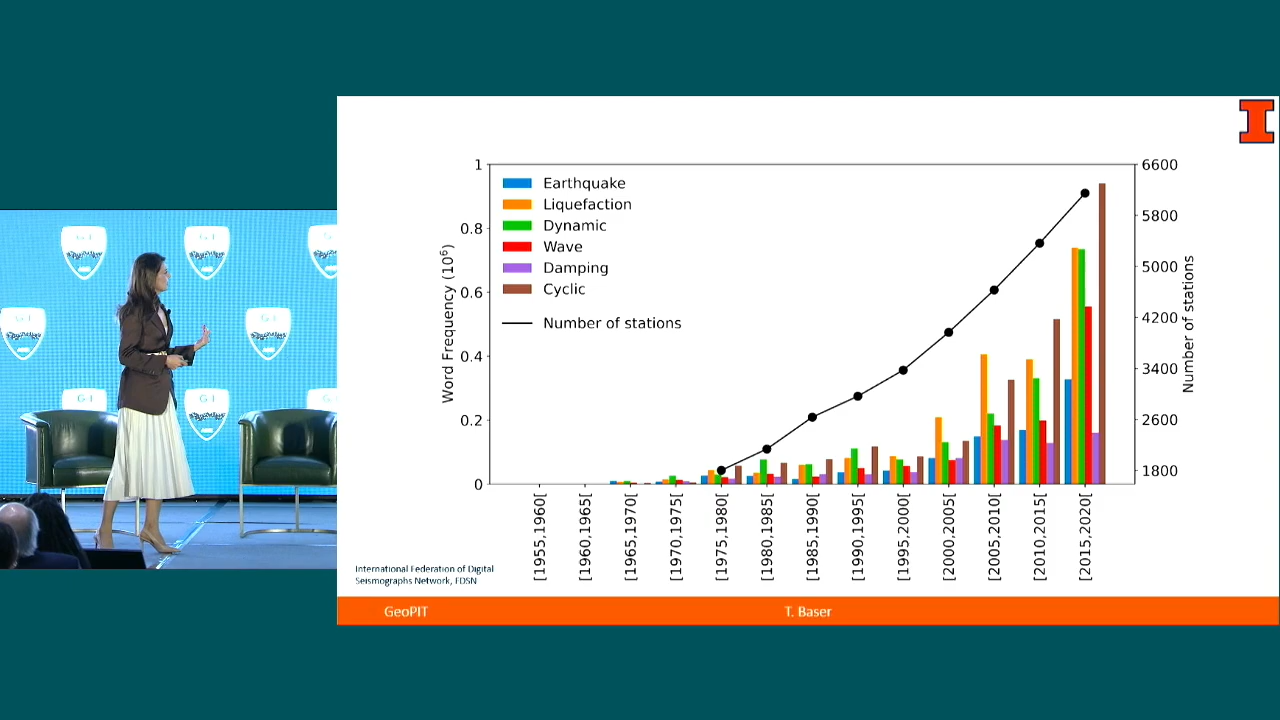 G-I
G-I
G-I
G-I
G-I
I
1
0.8
0.6
0.4
0.2
0
Word Frequency (10⁶)
Earthquake
Liquefaction
Dynamic
Wave
Damping
Cyclic
Number of stations
6600
5800
5000
4200
3400
2600
1800
Number of stations
[1955,1960[
[1960,1965[
[1965,1970[
[1970,1975[
[1975,1980[
[1980,1985[
[1985,1990[
[1990,1995[
[1995,2000[
[2000,2005[
[2005,2010[
[2010,2015[
[2015,2020[
International Federation of Digital
Seismographs Network, FDSN
GeoPIT
T. Baser